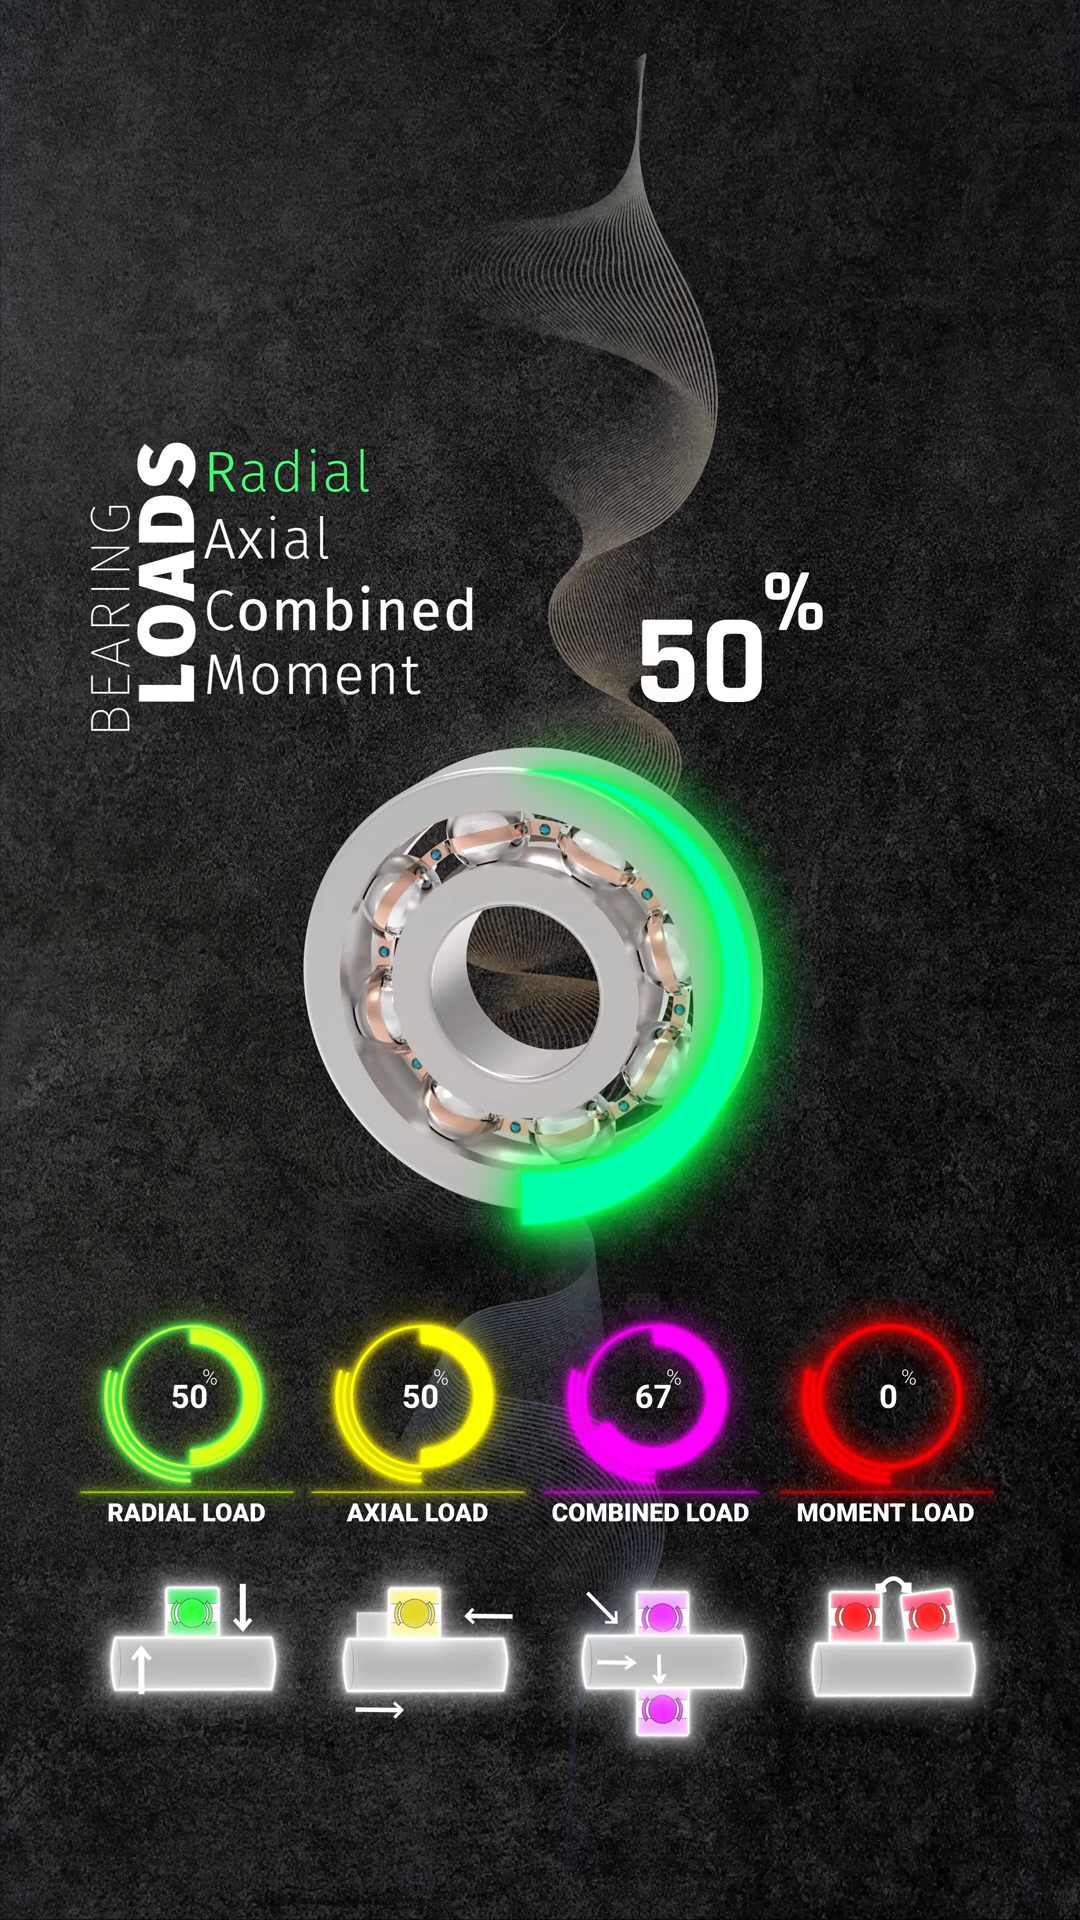 BEARING
LOADS
Radial
Axial
Combined
Moment
50%
50%
50%
67%
0%
RADIAL LOAD
AXIAL LOAD
COMBINED LOAD
MOMENT LOAD